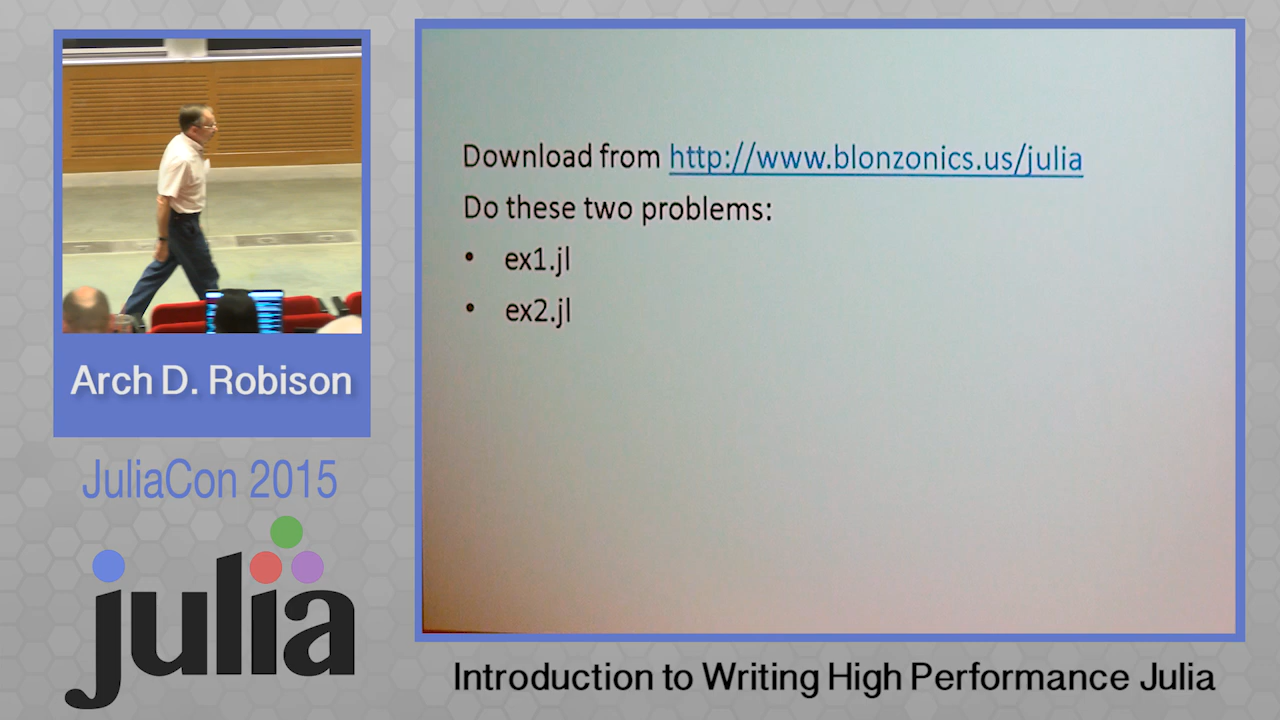 Arch D. Robison
JuliaCon 2015
julia
Download from http://www.blonzonics.us/julia
Do these two problems:
• ex1.jl
• ex2.jl
Introduction to Writing High Performance Julia